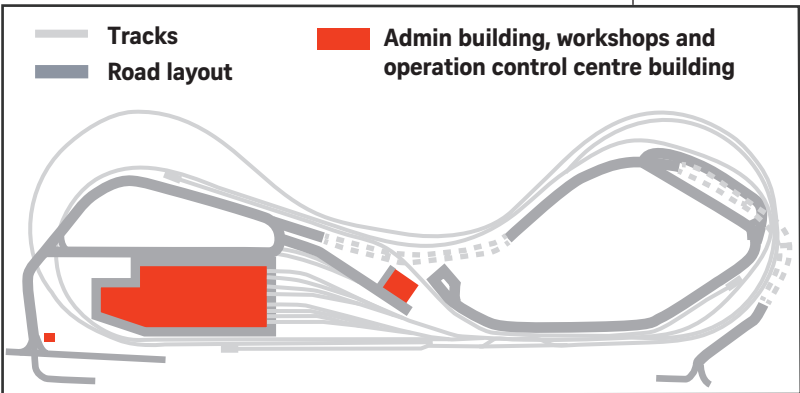 Tracks
Road layout
Admin building, workshops and
operation control centre building